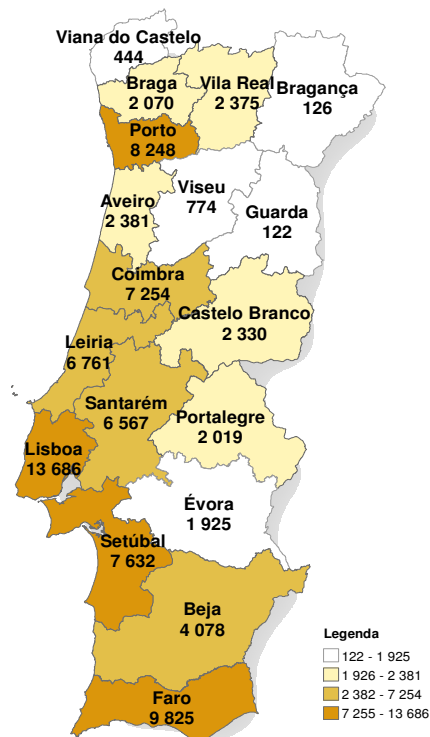 Viana do Castelo
444
Braga
2 070
Vila Real
2 375
Bragança
126
Porto
8 248
Aveiro
2 381
Viseu
774
Guarda
122
Coimbra
7 254
Castelo Branco
2 330
Leiria
6 761
Santarém
6 567
Portalegre
2 019
Lisboa
13 686
Évora
1 925
Setúbal
7 632
Beja
4 078
Faro
9 825
Legenda
122 - 1 925
1 926 - 2 381
2 382 - 7 254
7 255 - 13 686